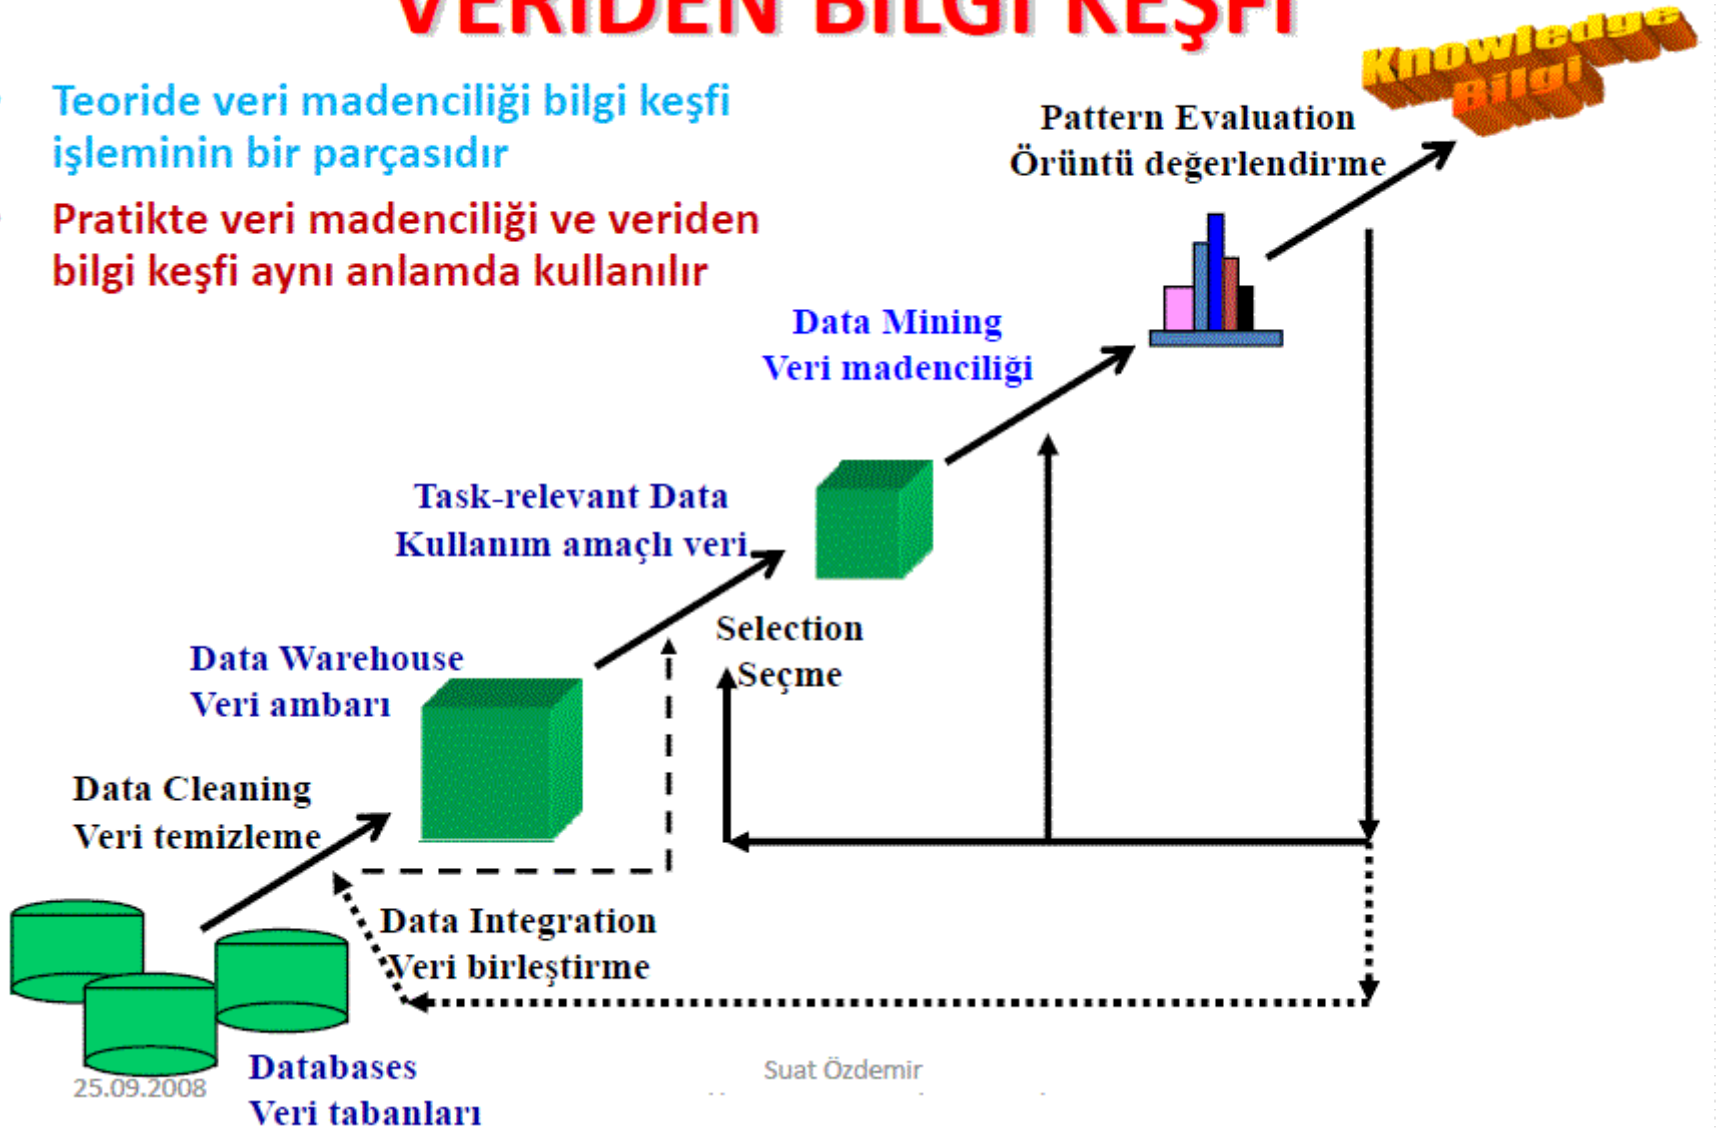 VERİDEN BİLGİ KEŞFİ
Knowledge
Bilgi
Teoride veri madenciliği bilgi keşfi
işleminin bir parçasıdır
Pratikte veri madenciliği ve veriden
bilgi keşfi aynı anlamda kullanılır
Pattern Evaluation
Örüntü değerlendirme
Data Mining
Veri madenciliği
Task-relevant Data
Kullanım amaçlı veri
Selection
Seçme
Data Warehouse
Veri ambarı
Data Cleaning
Veri temizleme
Data Integration
Veri birleştirme
Databases
Veri tabanları
25.09.2008
Suat Özdemir